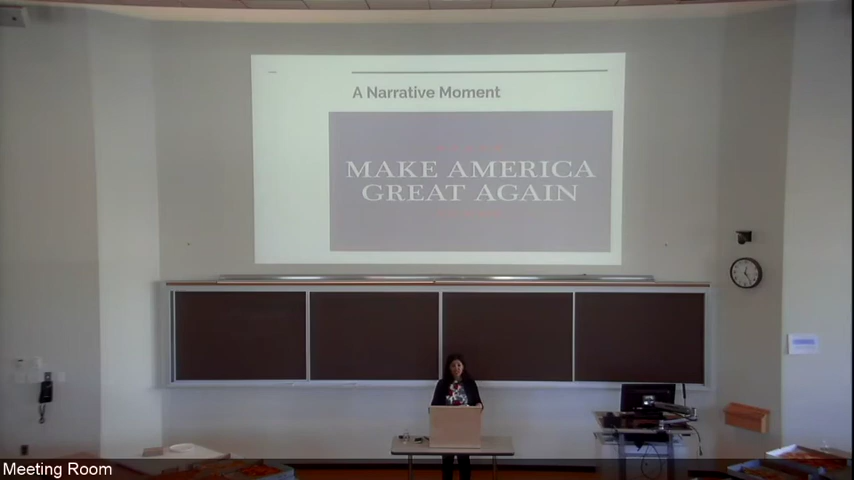 A Narrative Moment
MAKE AMERICA
GREAT AGAIN
Meeting Room